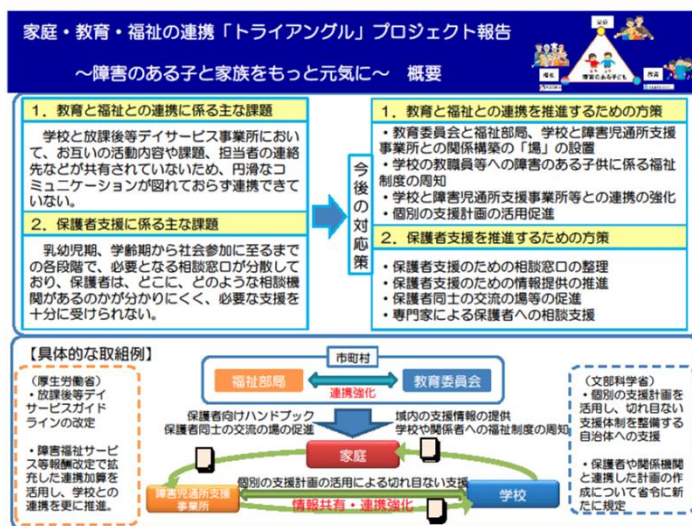 家庭・教育・福祉の連携「トライアングル」プロジェクト報告
～障害のある子と家族をもっと元気に～　概要
家庭
福祉
教育
障害のある子ども
1．教育と福祉との連携に係る主な課題
学校と放課後等デイサービス事業所におい
て、お互いの活動内容や課題、担当者の連絡
先などが共有されていないため、円滑なコ
ミュニケーションが図れておらず連携できて
いない。
2．保護者支援に係る主な課題
乳幼児期、学齢期から社会参加に至るまで
の各段階で、必要となる相談窓口が分散して
おり、保護者は、どこに、どのような相談機
関があるのかが分かりにくく、必要な支援を
十分に受けられない。
今後の対応策
1．教育と福祉との連携を推進するための方策
・教育委員会と福祉部局、学校と障害児通所支援
事業所との関係構築の「場」の設置
・学校の教職員等への障害のある子供に係る福祉
制度の周知
・学校と障害児通所支援事業所等との連携の強化
・個別の支援計画の活用促進
2．保護者支援を推進するための方策
・保護者支援のための相談窓口の整理
・保護者支援のための情報提供の推進
・保護者同士の交流の場等の促進
・専門家による保護者への相談支援
【具体的な取組例】
（厚生労働省）
・放課後等デイ
サービスガイド
ラインの改定
・障害福祉サービ
ス等報酬改定で拡
充した連携加算を
活用し、学校との
連携を更に推進。
市町村
福祉部局
連携強化
教育委員会
保護者向けハンドブック
保護者同士の交流の場の促進
域内の支援情報の提供
学校や関係者への福祉制度の周知
家庭
個別の支援計画の活用による切れ目ない支援
障害児通所支援
事業所
情報共有・連携強化
学校
（文部科学省）
・個別の支援計画を
活用し、切れ目ない
支援体制を整備する
自治体への支援
・保護者や関係機関
と連携した計画の作
成について省令に新
たに規定